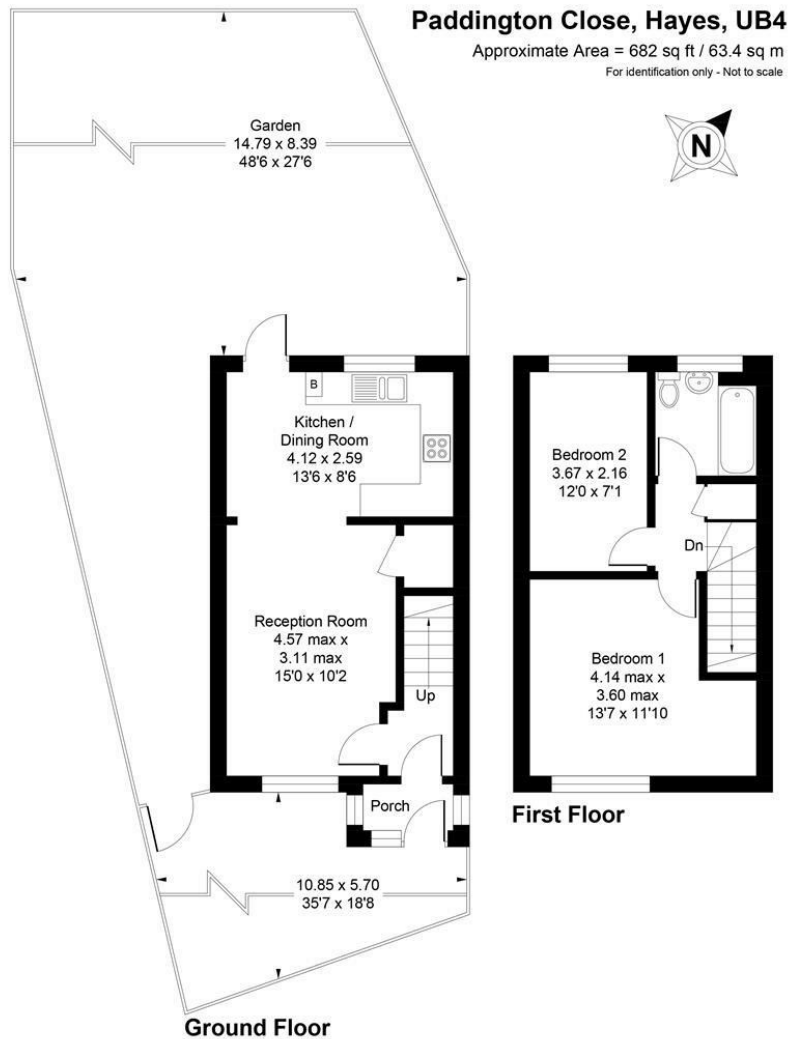 Paddington Close, Hayes, UB4
Approximate Area = 682 sq ft / 63.4 sq m
For identification only - Not to scale
N
Garden
14.79 x 8.39
48'6 x 27'6
B
Kitchen /
Dining Room
4.12 x 2.59
13'6 x 8'6
Reception Room
4.57 max x
3.11 max
15'0 x 10'2
Up
Porch
10.85 x 5.70
35'7 x 18'8
Ground Floor
Bedroom 2
3.67 x 2.16
12'0 x 7'1
Dn
Bedroom 1
4.14 max x
3.60 max
13'7 x 11'10
First Floor